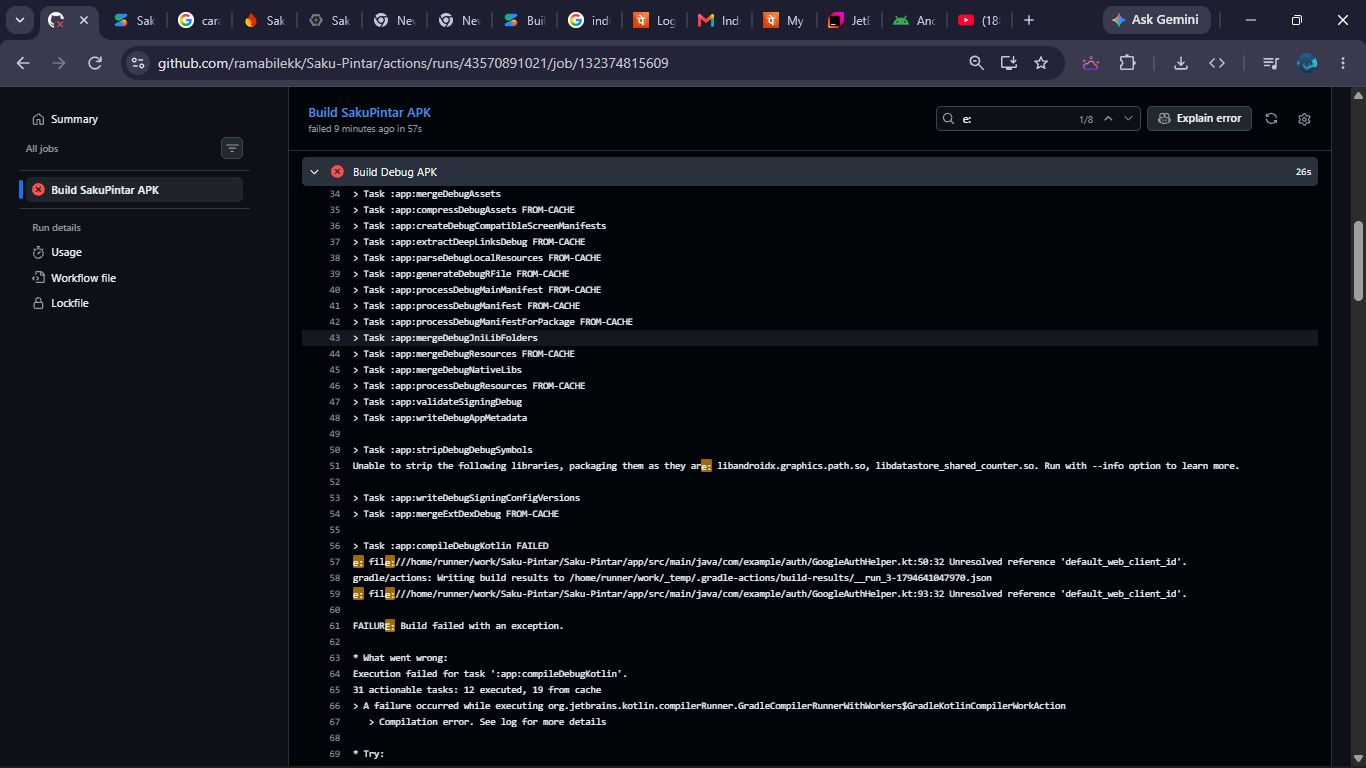 Sak
cara
Sak
Sak
Nev
Nev
Buil
indo
Log
Ind
My
JetB
And
(18(
Ask Gemini
github.com/ramabilekk/Saku-Pintar/actions/runs/43570891021/job/132374815609
Summary
All jobs
Build SakuPintar APK
Run details
Usage
Workflow file
Lockfile
Build SakuPintar APK
failed 9 minutes ago in 57s
e:
1/8
Explain error
Build Debug APK
26s
34 > Task :app:mergeDebugAssets
35 > Task :app:compressDebugAssets FROM-CACHE
36 > Task :app:createDebugCompatibleScreenManifests
37 > Task :app:extractDeepLinksDebug FROM-CACHE
38 > Task :app:parseDebugLocalResources FROM-CACHE
39 > Task :app:generateDebugRFile FROM-CACHE
40 > Task :app:processDebugMainManifest FROM-CACHE
41 > Task :app:processDebugManifest FROM-CACHE
42 > Task :app:processDebugManifestForPackage FROM-CACHE
43 > Task :app:mergeDebugJniLibFolders
44 > Task :app:mergeDebugResources FROM-CACHE
45 > Task :app:mergeDebugNativeLibs
46 > Task :app:processDebugResources FROM-CACHE
47 > Task :app:validateSigningDebug
48 > Task :app:writeDebugAppMetadata
49
50 > Task :app:stripDebugDebugSymbols
51 Unable to strip the following libraries, packaging them as they are: libandroidx.graphics.path.so, libdatastore_shared_counter.so. Run with --info option to learn more.
52
53 > Task :app:writeDebugSigningConfigVersions
54 > Task :app:mergeExtDexDebug FROM-CACHE
55
56 > Task :app:compileDebugKotlin FAILED
57 e: file:///home/runner/work/Saku-Pintar/Saku-Pintar/app/src/main/java/com/example/auth/GoogleAuthHelper.kt:50:32 Unresolved reference 'default_web_client_id'.
58 gradle/actions: Writing build results to /home/runner/work/_temp/.gradle-actions/build-results/__run_3-1794641047970.json
59 e: file:///home/runner/work/Saku-Pintar/Saku-Pintar/app/src/main/java/com/example/auth/GoogleAuthHelper.kt:93:32 Unresolved reference 'default_web_client_id'.
60
61 FAILURE: Build failed with an exception.
62
63 * What went wrong:
64 Execution failed for task ':app:compileDebugKotlin'.
65 31 actionable tasks: 12 executed, 19 from cache
66 > A failure occurred while executing org.jetbrains.kotlin.compilerRunner.GradleCompilerRunnerWithWorkers$GradleKotlinCompilerWorkAction
67 > Compilation error. See log for more details
68
69 * Try: